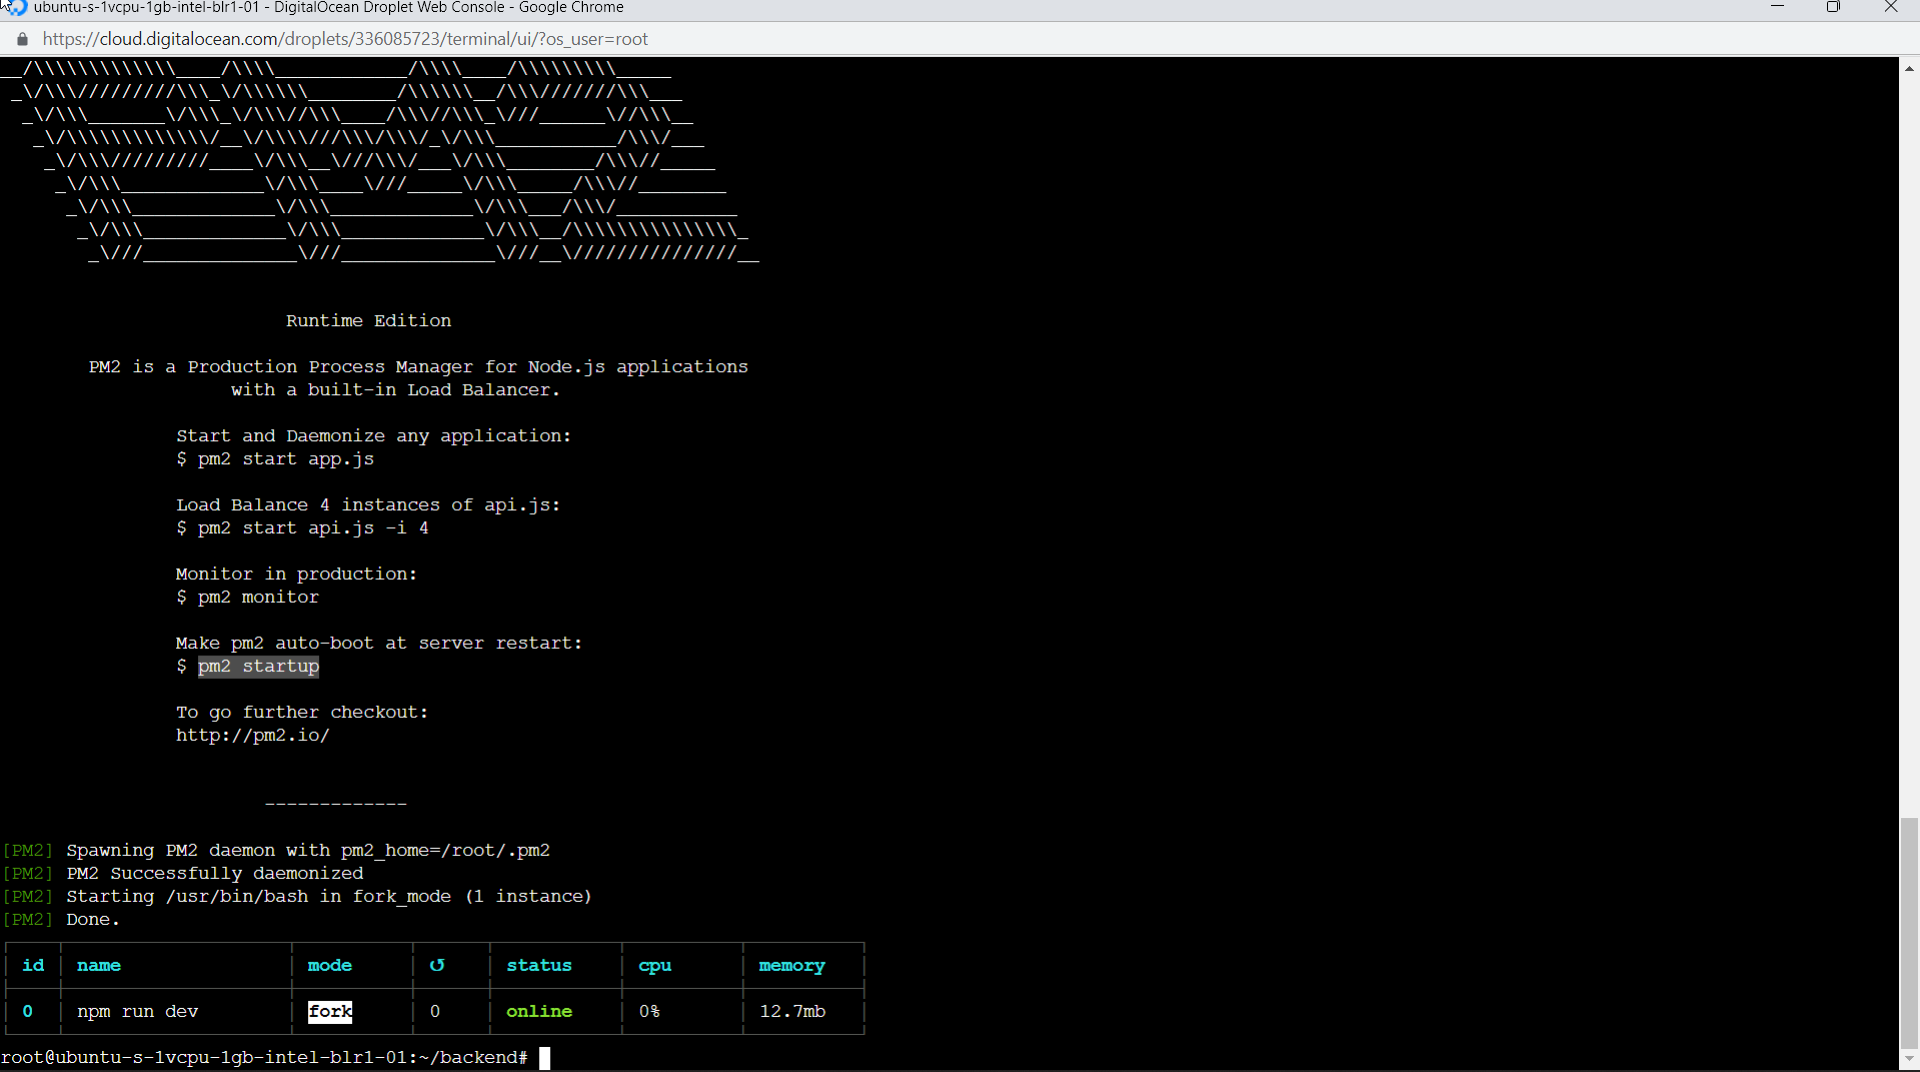 ubuntu-s-1vcpu-1gb-intel-blr1-01 - DigitalOcean Droplet Web Console - Google Chrome
https://cloud.digitalocean.com/droplets/336085723/terminal/ui/?os_user=root
Runtime Edition
PM2 is a Production Process Manager for Node.js applications
with a built-in Load Balancer.
Start and Daemonize any application:
$ pm2 start app.js
Load Balance 4 instances of api.js:
$ pm2 start api.js -i 4
Monitor in production:
$ pm2 monitor
Make pm2 auto-boot at server restart:
$ pm2 startup
To go further checkout:
http://pm2.io/
-------------
[PM2] Spawning PM2 daemon with pm2_home=/root/.pm2
[PM2] PM2 Successfully daemonized
[PM2] Starting /usr/bin/bash in fork_mode (1 instance)
[PM2] Done.
id name mode ↺ status cpu memory
0 npm run dev fork 0 online 0% 12.7mb
root@ubuntu-s-1vcpu-1gb-intel-blr1-01:~/backend#